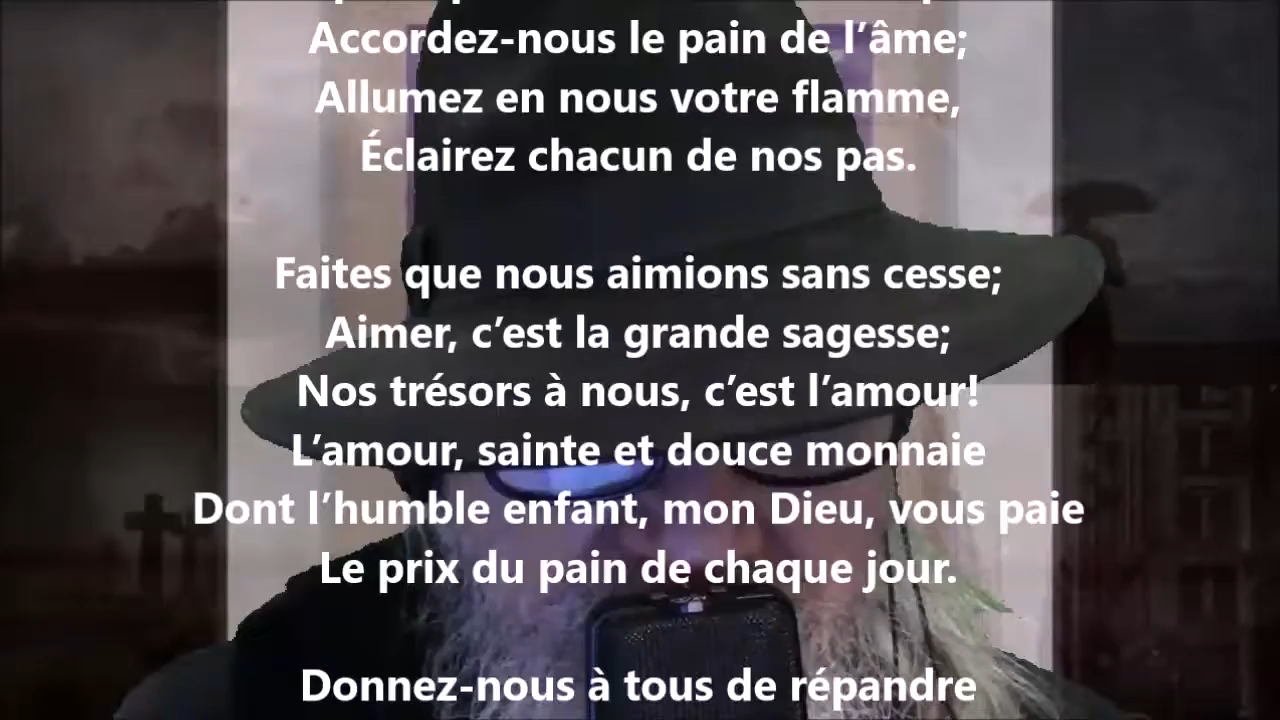 Accordez-nous le pain de l’âme;
Allumez en nous votre flamme,
Éclairez chacun de nos pas.
Faites que nous aimions sans cesse;
Aimer, c’est la grande sagesse;
Nos trésors à nous, c’est l’amour!
L’amour, sainte et douce monnaie
Dont l’humble enfant, mon Dieu, vous paie
Le prix du pain de chaque jour.
Donnez-nous à tous de répandre